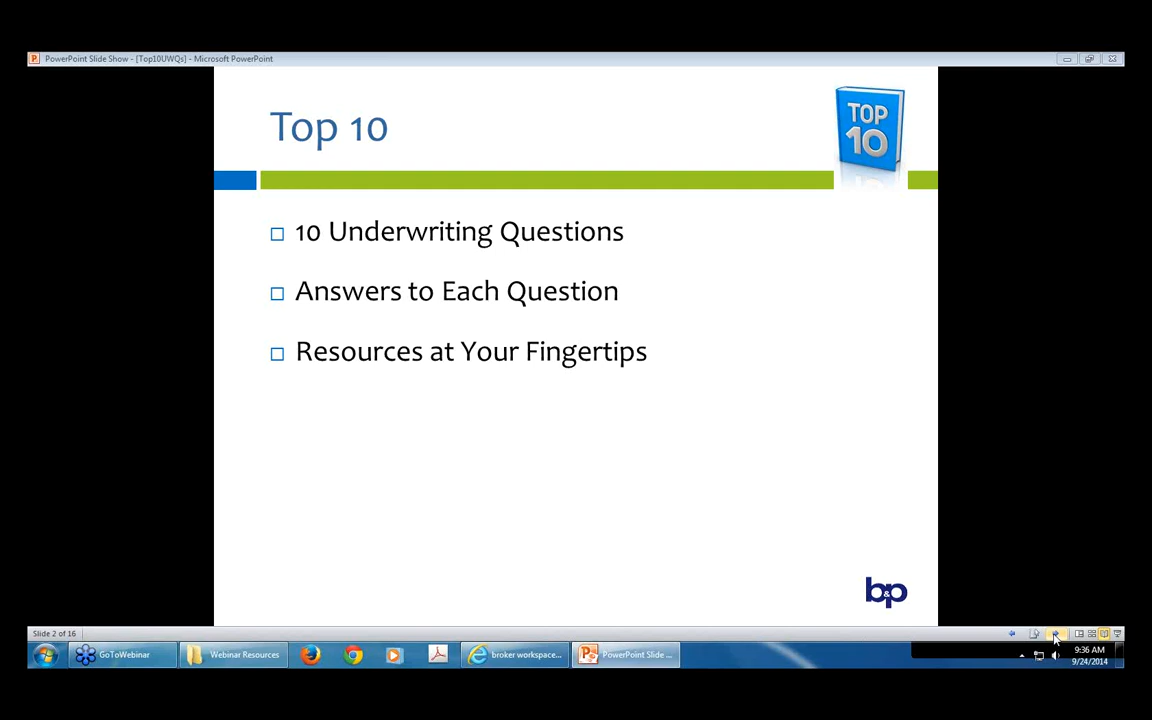 PowerPoint Slide Show - [Top10UWQs] - Microsoft PowerPoint
Top 10
TOP
10
10 Underwriting Questions
Answers to Each Question
Resources at Your Fingertips
b&p
Slide 2 of 16
GoToWebinar
Webinar Resources
broker workspace...
PowerPoint Slide ...
9:36 AM
9/24/2014